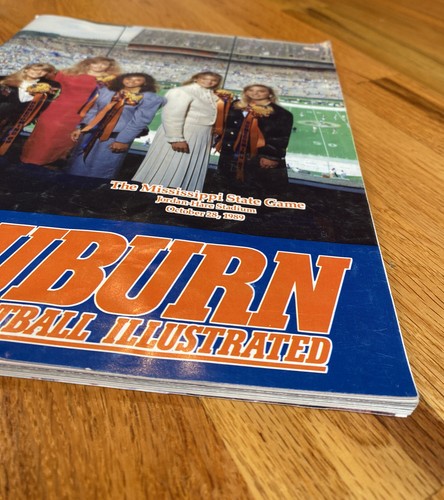 The Mississippi State Game
Jordan-Hare Stadium
October 28, 1989
UBURN
TBALL ILLUSTRATED